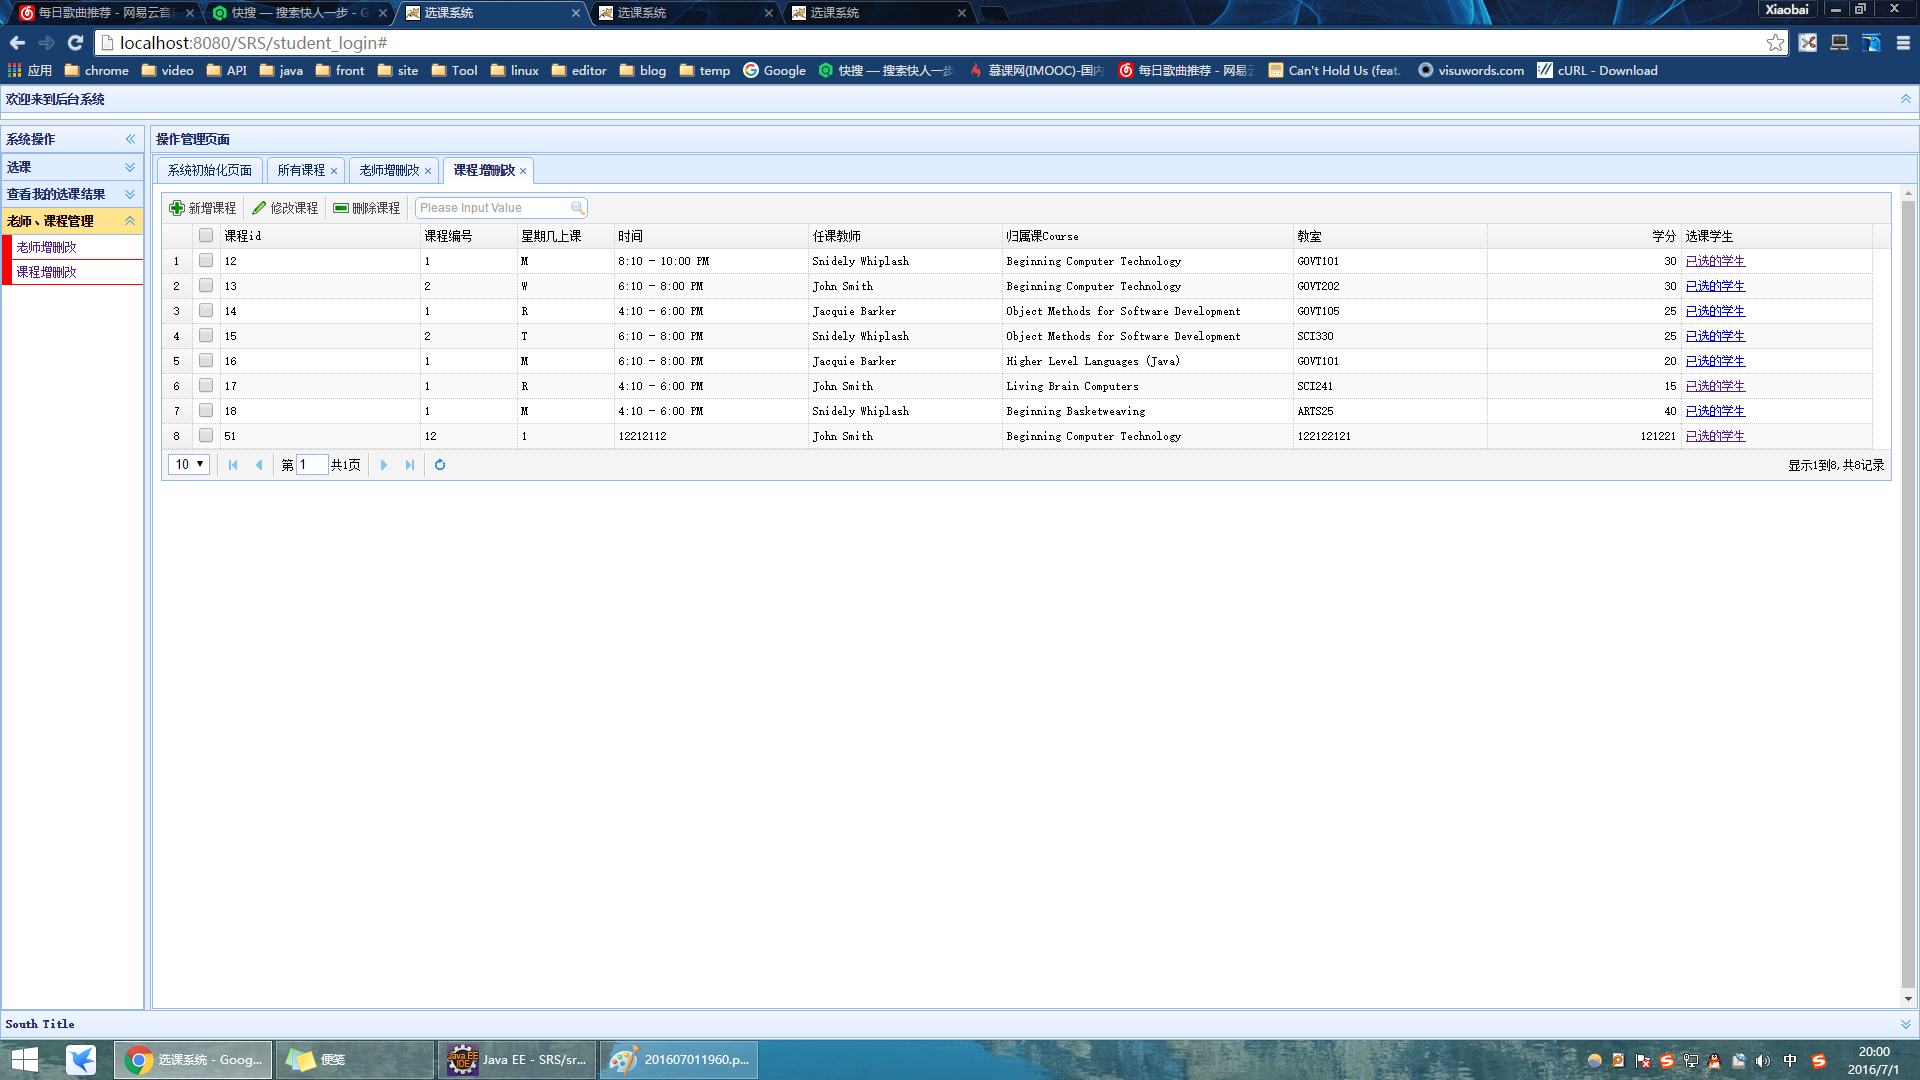 每日歌曲推荐 - 网易云音 快搜 — 搜索快人一步 - G 选课系统 选课系统 选课系统 Xiaobai
localhost:8080/SRS/student_login#
应用 chrome video API java front site Tool linux editor blog temp Google 快搜 — 搜索快人一步 慕课网(IMOOC)-国内 每日歌曲推荐 - 网易云 Can't Hold Us (feat. visuwords.com cURL - Download
欢迎来到后台系统
系统操作
选课
查看我的选课结果
老师、课程管理
老师增删改
课程增删改
操作管理页面
系统初始化页面 所有课程 老师增删改 课程增删改
新增课程 修改课程 删除课程 Please Input Value
课程id 课程编号 星期几上课 时间 任课教师 归属课Course 教室 学分 选课学生
1 12 1 M 8:10 - 10:00 PM Snidely Whiplash Beginning Computer Technology GOVT101 30 已选的学生
2 13 2 W 6:10 - 8:00 PM John Smith Beginning Computer Technology GOVT202 30 已选的学生
3 14 1 R 4:10 - 6:00 PM Jacquie Barker Object Methods for Software Development GOVT105 25 已选的学生
4 15 2 T 6:10 - 8:00 PM Snidely Whiplash Object Methods for Software Development SCI330 25 已选的学生
5 16 1 M 6:10 - 8:00 PM Jacquie Barker Higher Level Languages (Java) GOVT101 20 已选的学生
6 17 1 R 4:10 - 6:00 PM John Smith Living Brain Computers SCI241 15 已选的学生
7 18 1 M 4:10 - 6:00 PM Snidely Whiplash Beginning Basketweaving ARTS25 40 已选的学生
8 51 12 1 12212112 John Smith Beginning Computer Technology 122122121 121221 已选的学生
10 第 1 共1页 显示1到8,共8记录
South Title
选课系统 - Goog... 便笺 Java EE IDE Java EE - SRS/sr... 201607011960.p... 中 20:00
2016/7/1